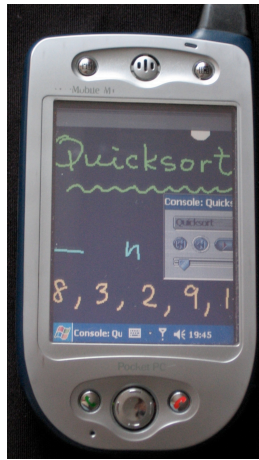 Mobile M+
Quicksort
Console: Quicks
Quicksort
n
8, 3, 2, 9, 1
Console: Qu 19:45
Pocket PC